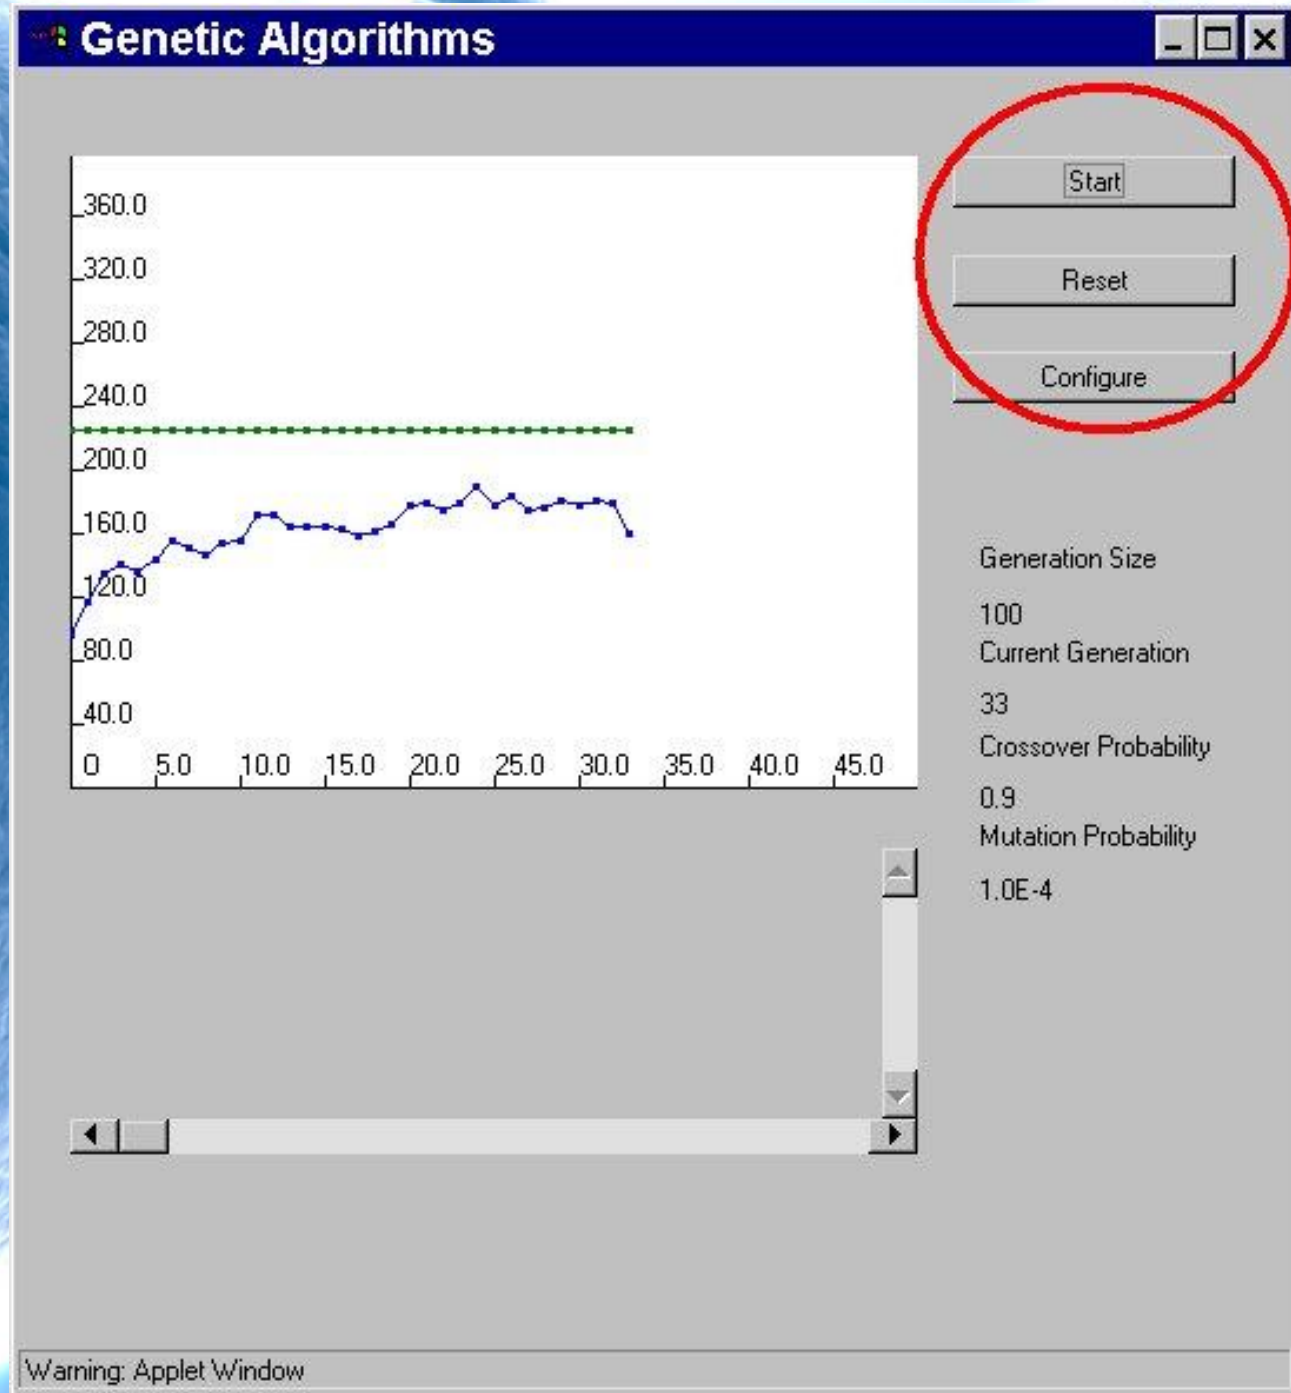 Genetic Algorithms
360.0
320.0
280.0
240.0
200.0
160.0
120.0
80.0
40.0
0 5.0 10.0 15.0 20.0 25.0 30.0 35.0 40.0 45.0
Start
Reset
Configure
Generation Size
100
Current Generation
33
Crossover Probability
0.9
Mutation Probability
1.0E-4
Warning: Applet Window